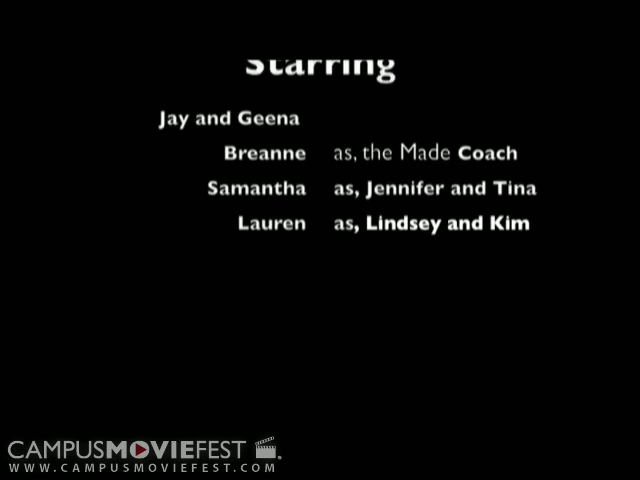 Starring
Jay and Geena
Breanne as, the Made Coach
Samantha as, Jennifer and Tina
Lauren as, Lindsey and Kim
CAMPUSMOVIEFEST
WWW.CAMPUSMOVIEFEST.COM